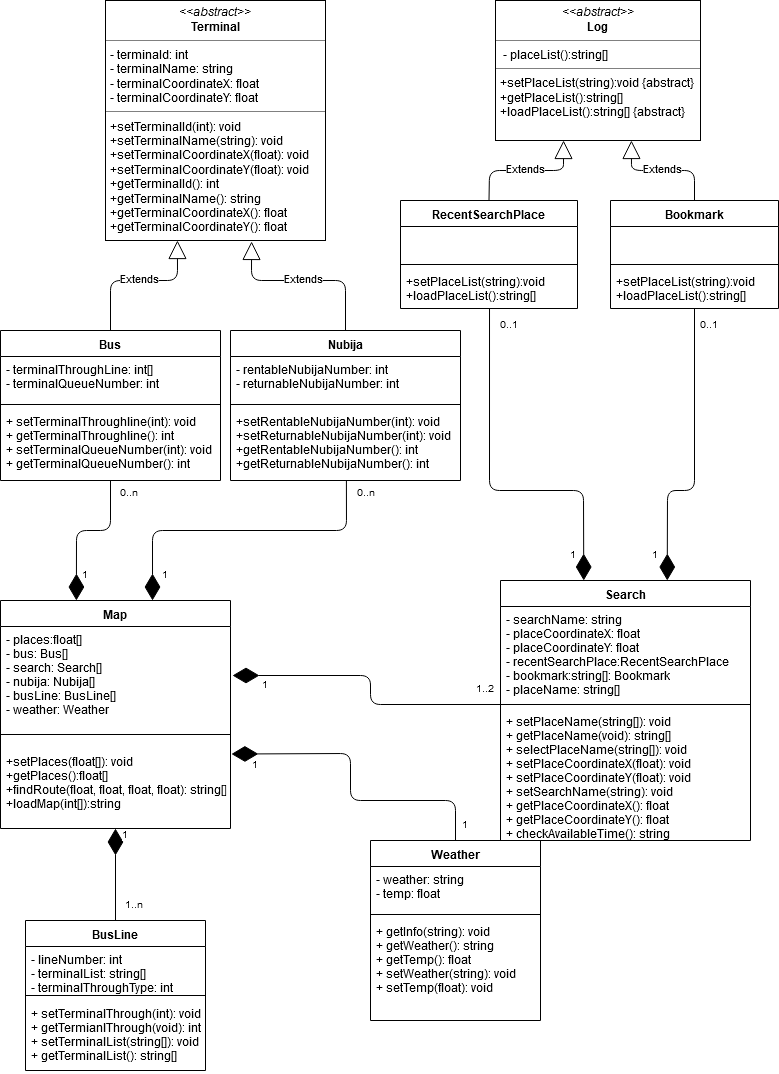 <<abstract>>
Terminal
- terminald: int
- terminalName: string
- terminalCoordinateX: float
- terminalCoordinateY: float
+setTerminalId(int): void
+setTerminalName(string): void
+setTerminalCoordinateX(float): void
+setTerminalCoordinateY(float): void
+getTerminalId(): int
+getTerminalName(): string
+getTerminalCoordinateX(): float
+getTerminalCoordinateY(): float
<<abstract>>
Log
- placeList():string[]
+setPlaceList(string):void {abstract}
+getPlaceList():string[]
+loadPlaceList():string[] {abstract}
Extends
Extends
RecentSearchPlace
+setPlaceList(string):void
+loadPlaceList():string[]
0..1
Bookmark
+setPlaceList(string):void
+loadPlaceList():string[]
0..1
Extends
Extends
Bus
- terminalThroughLine: int[]
- terminalQueueNumber: int
+ setTerminalThroughline(int): void
+ getTerminalThroughline(): int
+ setTerminalQueueNumber(int): void
+ getTerminalQueueNumber(): int
0..n
Nubija
- rentableNubijaNumber: int
- returnableNubijaNumber: int
+setRentableNubijaNumber(int): void
+setReturnableNubijaNumber(int): void
+getRentableNubijaNumber(): int
+getReturnableNubijaNumber(): int
0..n
1
1
1
1
Map
- places:float[]
- bus: Bus[]
- search: Search[]
- nubija: Nubija[]
- busLine: BusLine[]
- weather: Weather
+setPlaces(float[]): void
+getPlaces():float[]
+findRoute(float, float, float, float): string[]
+loadMap(int[]):string
1
1..2
1
1
Search
- searchName: string
- placeCoordinateX: float
- placeCoordinateY: float
- recentSearchPlace:RecentSearchPlace
- bookmark:string[]: Bookmark
- placeName: string[]
+ setPlaceName(string[]): void
+ getPlaceName(void): string[]
+ selectPlaceName(string[]): void
+ setPlaceCoordinateX(float): void
+ setPlaceCoordinateY(float): void
+ setSearchName(string): void
+ getPlaceCoordinateX(): float
+ getPlaceCoordinateY(): float
+ checkAvailableTime(): string
1
1..n
BusLine
- lineNumber: int
- terminalList: string[]
- terminalThroughType: int
+ setTerminalThrough(int): void
+ getTermianlThrough(void): int
+ setTerminalList(string[]): void
+ getTerminalList(): string[]
Weather
- weather: string
- temp: float
+ getInfo(string): void
+ getWeather(): string
+ getTemp(): float
+ setWeather(string): void
+ setTemp(float): void